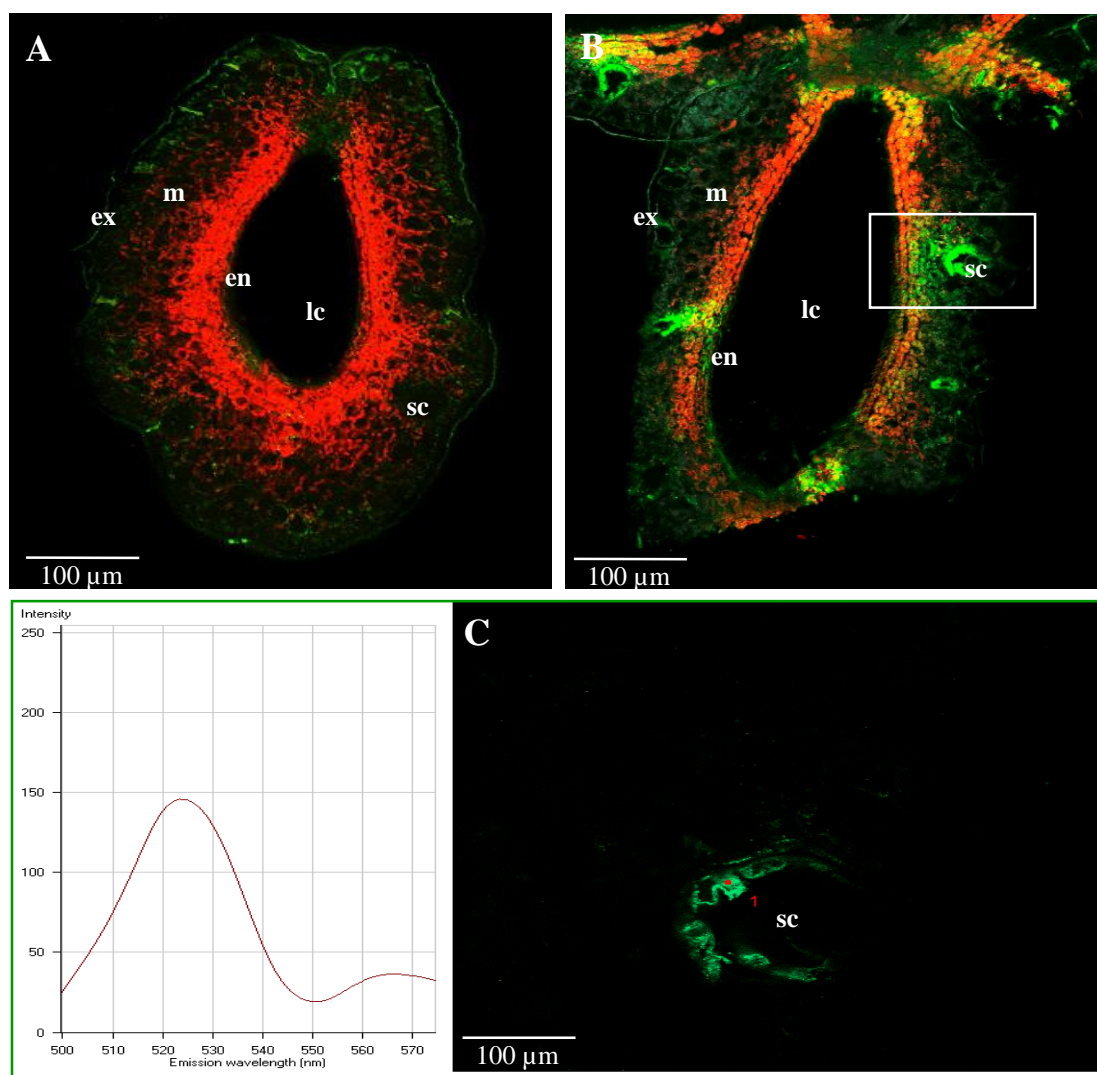 A
m
ex
en
lc
sc
100 µm
B
m
ex
sc
lc
en
100 µm
Intensity
250
200
150
100
50
0
500 510 520 530 540 550 560 570
Emission wavelength (nm)
C
1
sc
100 µm